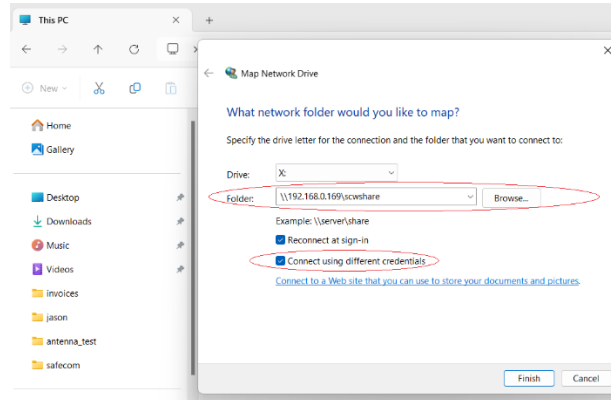 This PC
New
Map Network Drive
What network folder would you like to map?
Specify the drive letter for the connection and the folder that you want to connect to:
Home
Gallery
Drive: X:
Folder: \\192.168.0.169\scwshare Browse...
Desktop
Example: \\server\share
Downloads
Reconnect at sign-in
Music
Connect using different credentials
Videos
Connect to a Web site that you can use to store your documents and pictures.
invoices
jason
antenna_test
safecom
Finish Cancel